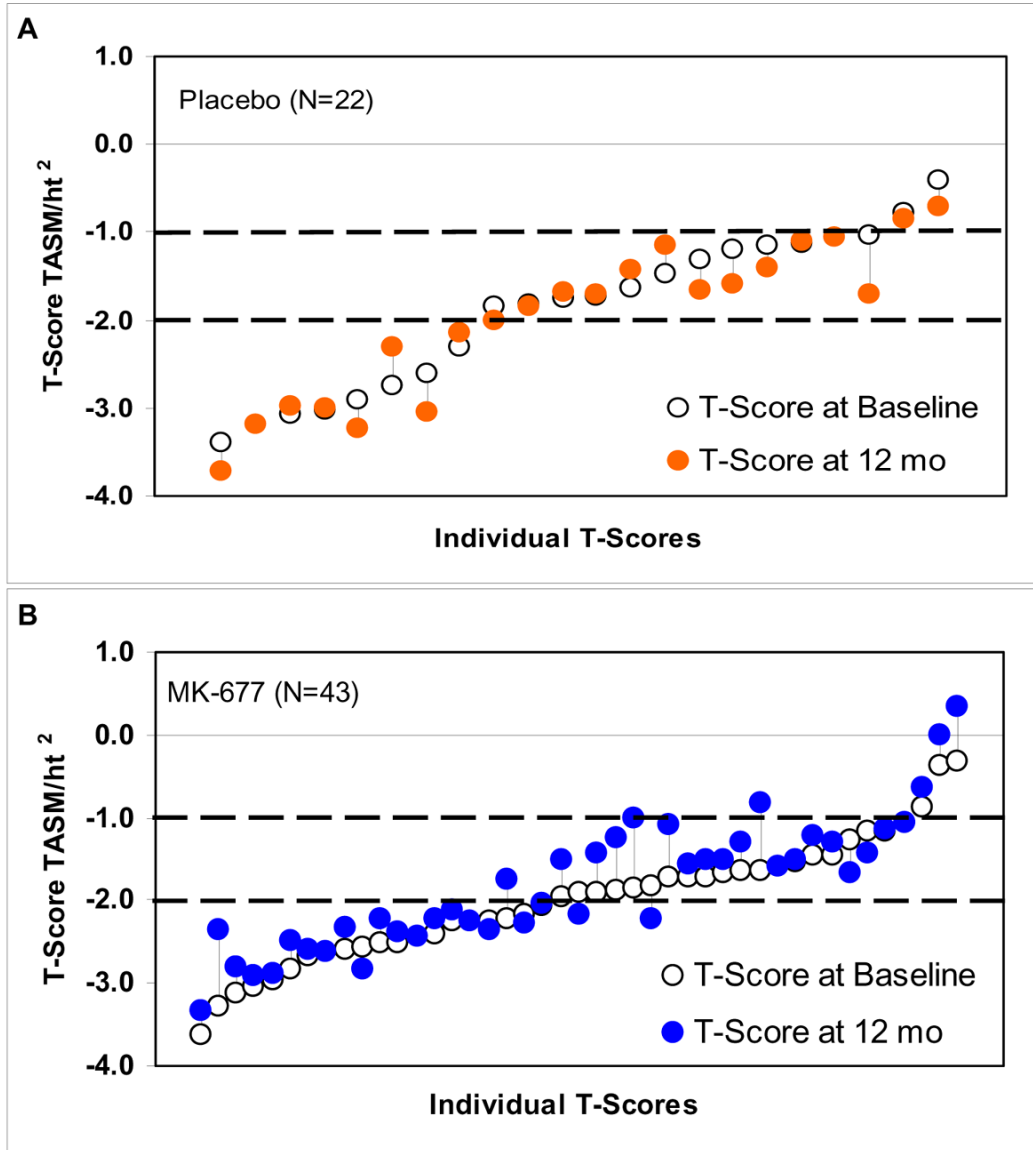 A
1.0
Placebo (N=22)
0.0
-1.0
-2.0
-3.0
-4.0
T-Score TASM/ht 2
T-Score at Baseline
T-Score at 12 mo
Individual T-Scores
B
1.0
MK-677 (N=43)
0.0
-1.0
-2.0
-3.0
-4.0
T-Score TASM/ht 2
T-Score at Baseline
T-Score at 12 mo
Individual T-Scores